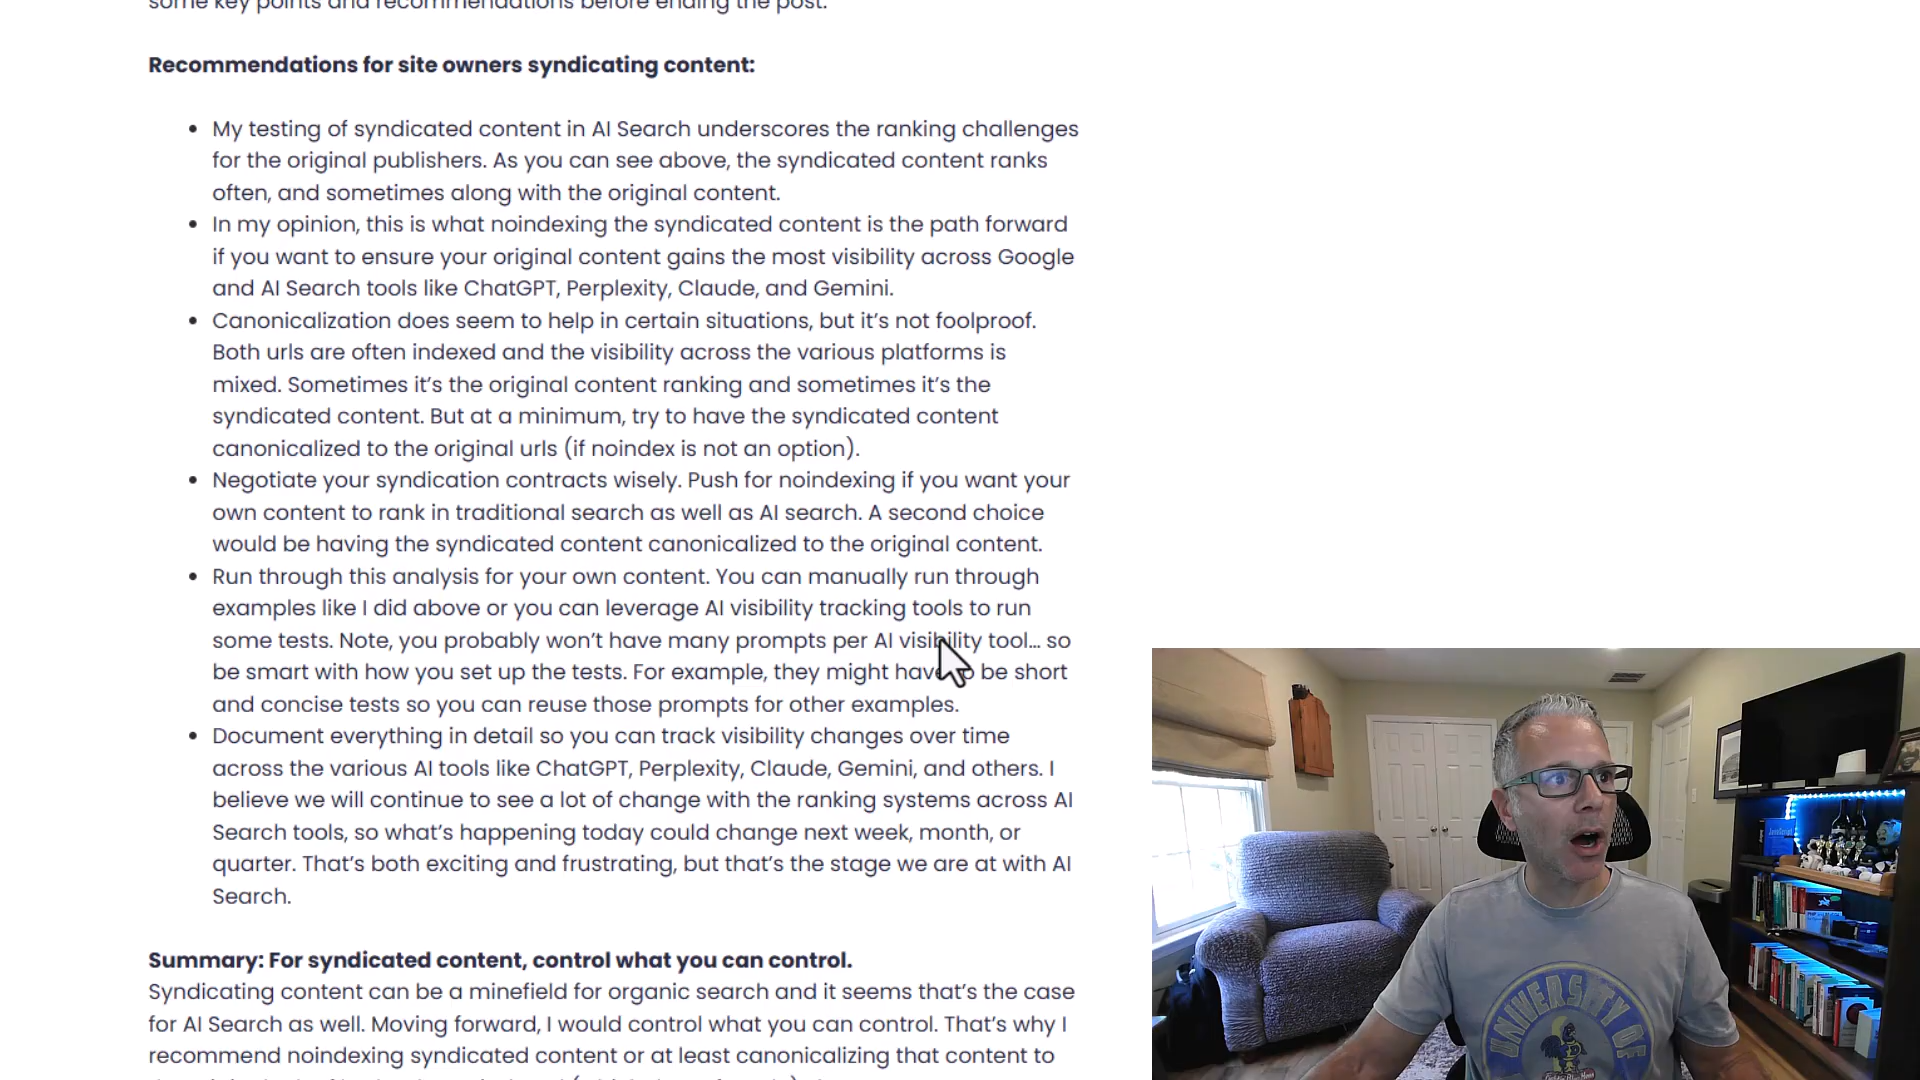 some key points and recommendations before ending the post.
Recommendations for site owners syndicating content:
• My testing of syndicated content in AI Search underscores the ranking challenges
for the original publishers. As you can see above, the syndicated content ranks
often, and sometimes along with the original content.
• In my opinion, this is what noindexing the syndicated content is the path forward
if you want to ensure your original content gains the most visibility across Google
and AI Search tools like ChatGPT, Perplexity, Claude, and Gemini.
• Canonicalization does seem to help in certain situations, but it's not foolproof.
Both urls are often indexed and the visibility across the various platforms is
mixed. Sometimes it's the original content ranking and sometimes it's the
syndicated content. But at a minimum, try to have the syndicated content
canonicalized to the original urls (if noindex is not an option).
• Negotiate your syndication contracts wisely. Push for noindexing if you want your
own content to rank in traditional search as well as AI search. A second choice
would be having the syndicated content canonicalized to the original content.
• Run through this analysis for your own content. You can manually run through
examples like I did above or you can leverage AI visibility tracking tools to run
some tests. Note, you probably won't have many prompts per AI visibility tool… so
be smart with how you set up the tests. For example, they might have be short
and concise tests so you can reuse those prompts for other examples.
• Document everything in detail so you can track visibility changes over time
across the various AI tools like ChatGPT, Perplexity, Claude, Gemini, and others. I
believe we will continue to see a lot of change with the ranking systems across AI
Search tools, so what's happening today could change next week, month, or
quarter. That's both exciting and frustrating, but that's the stage we are at with AI
Search.
Summary: For syndicated content, control what you can control.
Syndicating content can be a minefield for organic search and it seems that's the case
for AI Search as well. Moving forward, I would control what you can control. That's why I
recommend noindexing syndicated content or at least canonicalizing that content to
UNIVERSITY OF